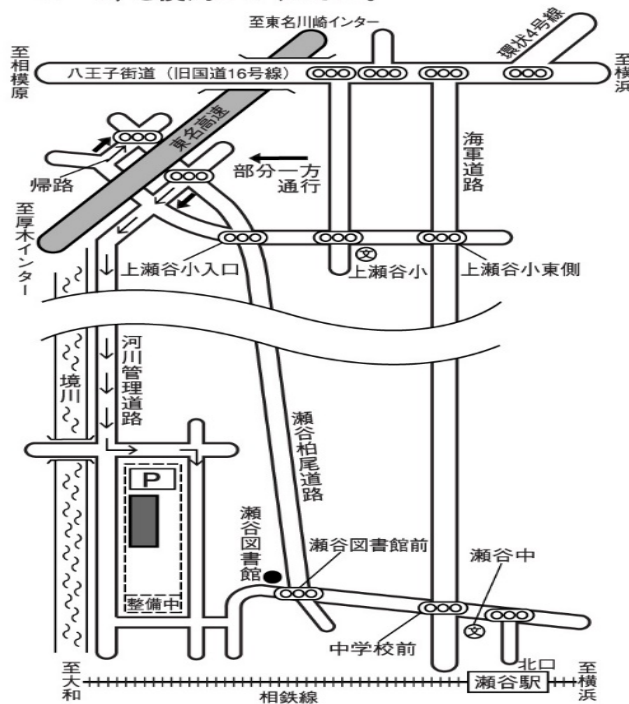 至東名川崎インター
環状4号線
至相模原
八王子街道（旧国道16号線）
至横浜
東名高速
海軍道路
帰路
部分一方
通行
至厚木インター
上瀬谷小入口
文
上瀬谷小
上瀬谷小東側
境川
河川管理道路
瀬谷柏尾道路
P
瀬谷図書館
瀬谷図書館前
瀬谷中
整備中
文
中学校前
北口
至大和
相鉄線
瀬谷駅
至横浜